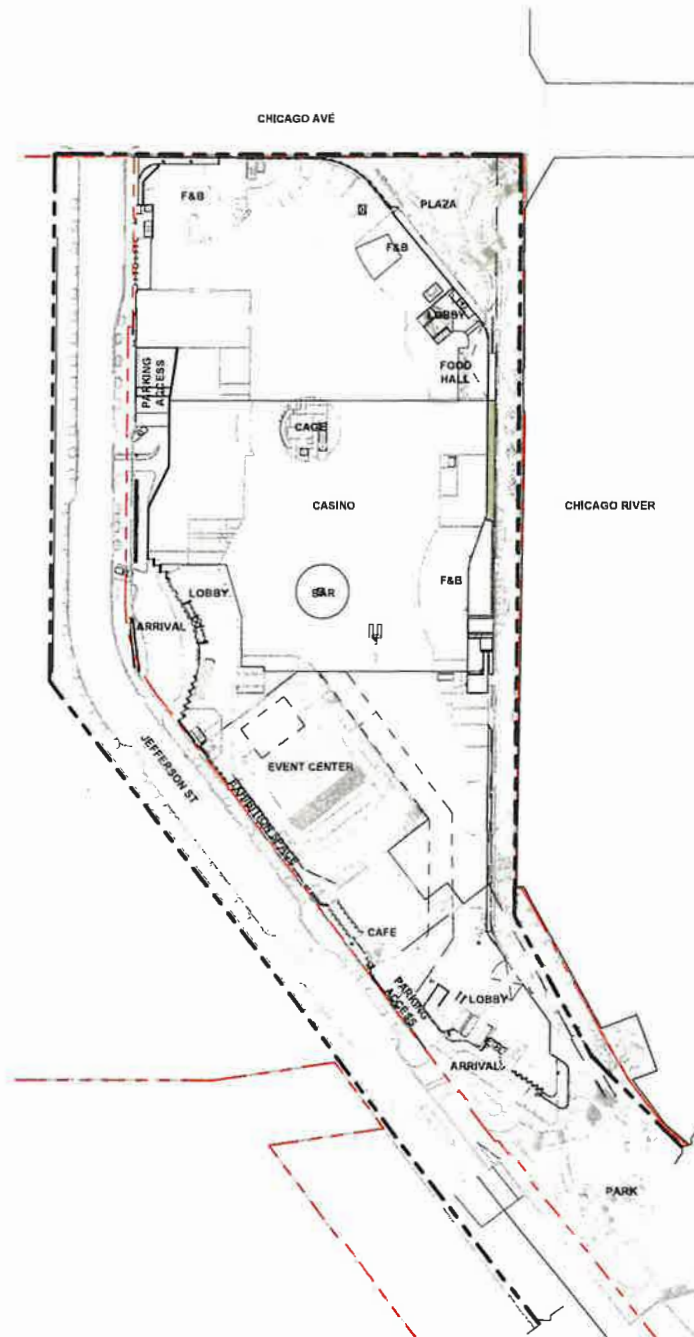 CHICAGO AVE
F&B
PLAZA
F&B
LOBBY
FOOD
HALL
PARKING
ACCESS
CAGE
CASINO
CHICAGO RIVER
LOBBY
BAR
F&B
ARRIVAL
JEFFERSON ST
EVENT CENTER
EXHIBITION SPACE
CAFE
PARKING
ACCESS
LOBBY
ARRIVAL
PARK